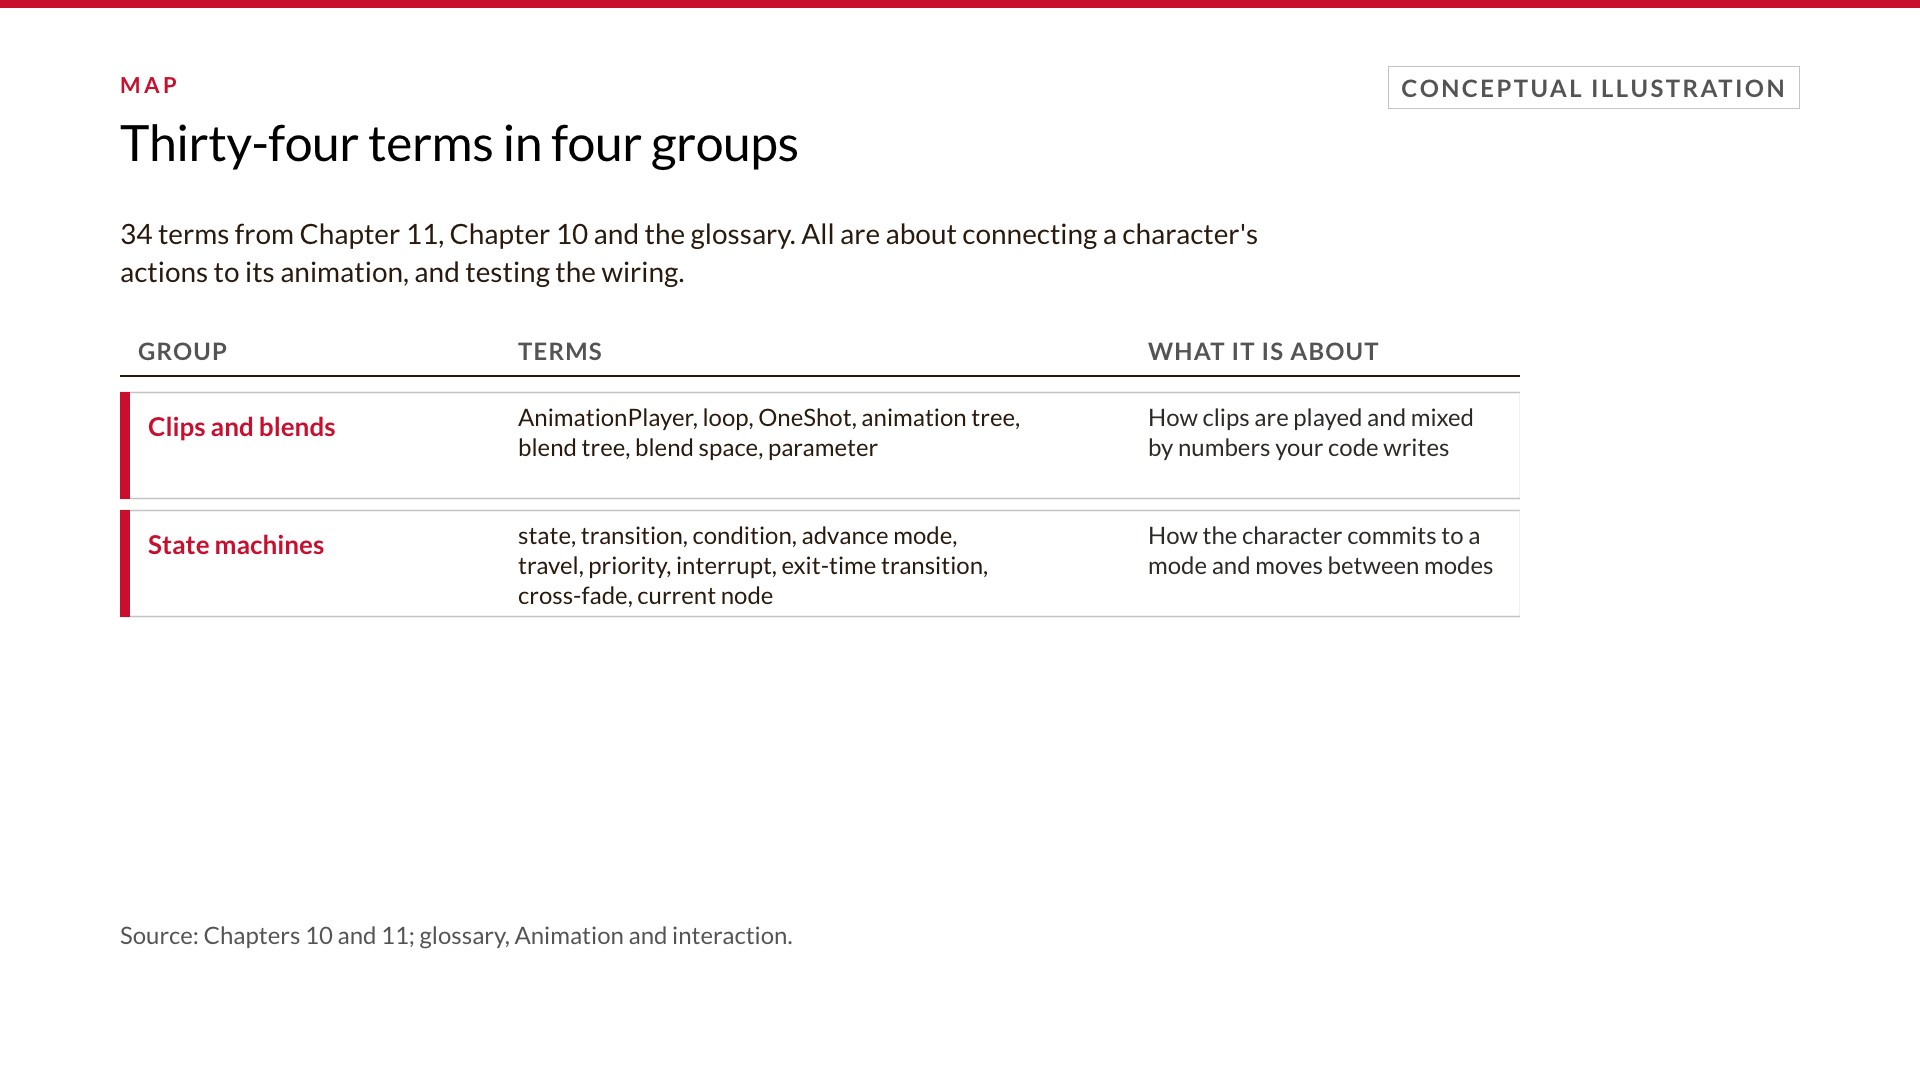 MAP
CONCEPTUAL ILLUSTRATION
Thirty-four terms in four groups
34 terms from Chapter 11, Chapter 10 and the glossary. All are about connecting a character's
actions to its animation, and testing the wiring.
GROUP TERMS WHAT IT IS ABOUT
Clips and blends
AnimationPlayer, loop, OneShot, animation tree,
blend tree, blend space, parameter
How clips are played and mixed
by numbers your code writes
State machines
state, transition, condition, advance mode,
travel, priority, interrupt, exit-time transition,
cross-fade, current node
How the character commits to a
mode and moves between modes
Source: Chapters 10 and 11; glossary, Animation and interaction.